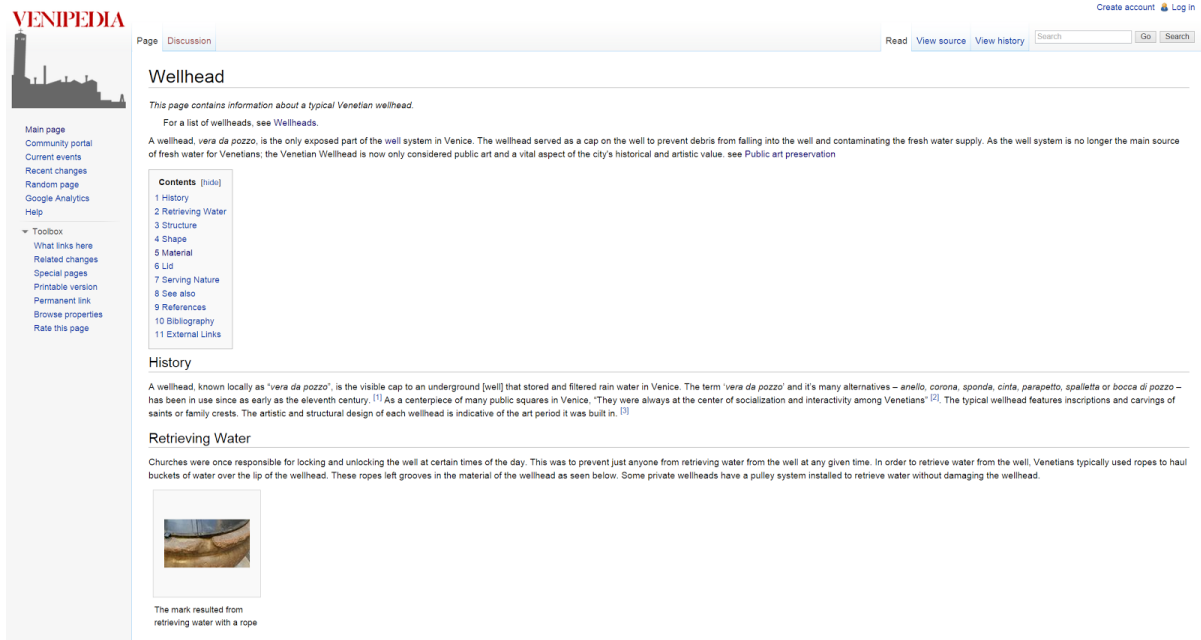 VENIPEDIA
Create account Log in
Page Discussion
Read View source View history Search Go Search
Wellhead
This page contains information about a typical Venetian wellhead.
For a list of wellheads, see Wellheads.
A wellhead, vera da pozzo, is the only exposed part of the well system in Venice. The wellhead served as a cap on the well to prevent debris from falling into the well and contaminating the fresh water supply. As the well system is no longer the main source
of fresh water for Venetians; the Venetian Wellhead is now only considered public art and a vital aspect of the city's historical and artistic value. see Public art preservation
Main page
Community portal
Current events
Recent changes
Random page
Google Analytics
Help
Toolbox
What links here
Related changes
Special pages
Printable version
Permanent link
Browse properties
Rate this page
Contents [hide]
1 History
2 Retrieving Water
3 Structure
4 Shape
5 Material
6 Lid
7 Serving Nature
8 See also
9 References
10 Bibliography
11 External Links
History
A wellhead, known locally as "vera da pozzo", is the visible cap to an underground [well] that stored and filtered rain water in Venice. The term 'vera da pozzo' and it's many alternatives – anello, corona, sponda, cinta, parapetto, spalletta or bocca di pozzo –
has been in use since as early as the eleventh century. [1] As a centerpiece of many public squares in Venice, "They were always at the center of socialization and interactivity among Venetians" [2]. The typical wellhead features inscriptions and carvings of
saints or family crests. The artistic and structural design of each wellhead is indicative of the art period it was built in. [3]
Retrieving Water
Churches were once responsible for locking and unlocking the well at certain times of the day. This was to prevent just anyone from retrieving water from the well at any given time. In order to retrieve water from the well, Venetians typically used ropes to haul
buckets of water over the lip of the wellhead. These ropes left grooves in the material of the wellhead as seen below. Some private wellheads have a pulley system installed to retrieve water without damaging the wellhead.
The mark resulted from
retrieving water with a rope